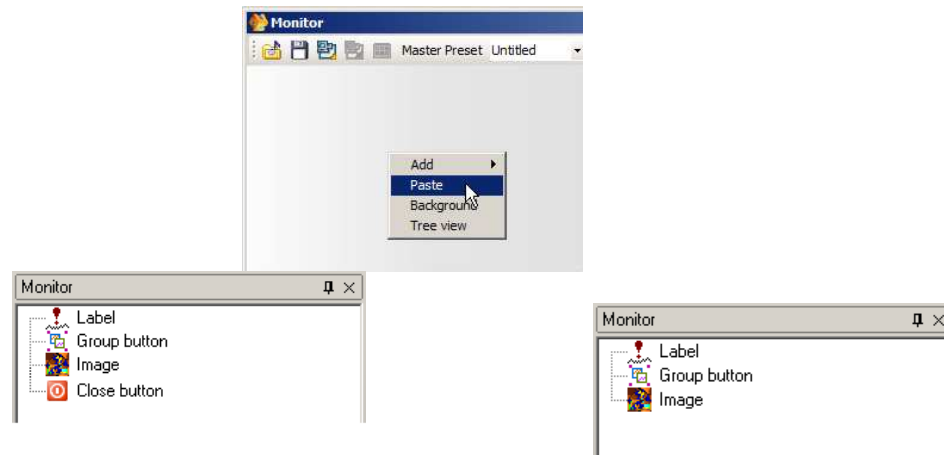 Monitor
Master Preset Untitled
Add
Paste
Background
Tree view
Monitor
Label
Group button
Image
Close button
Monitor
Label
Group button
Image